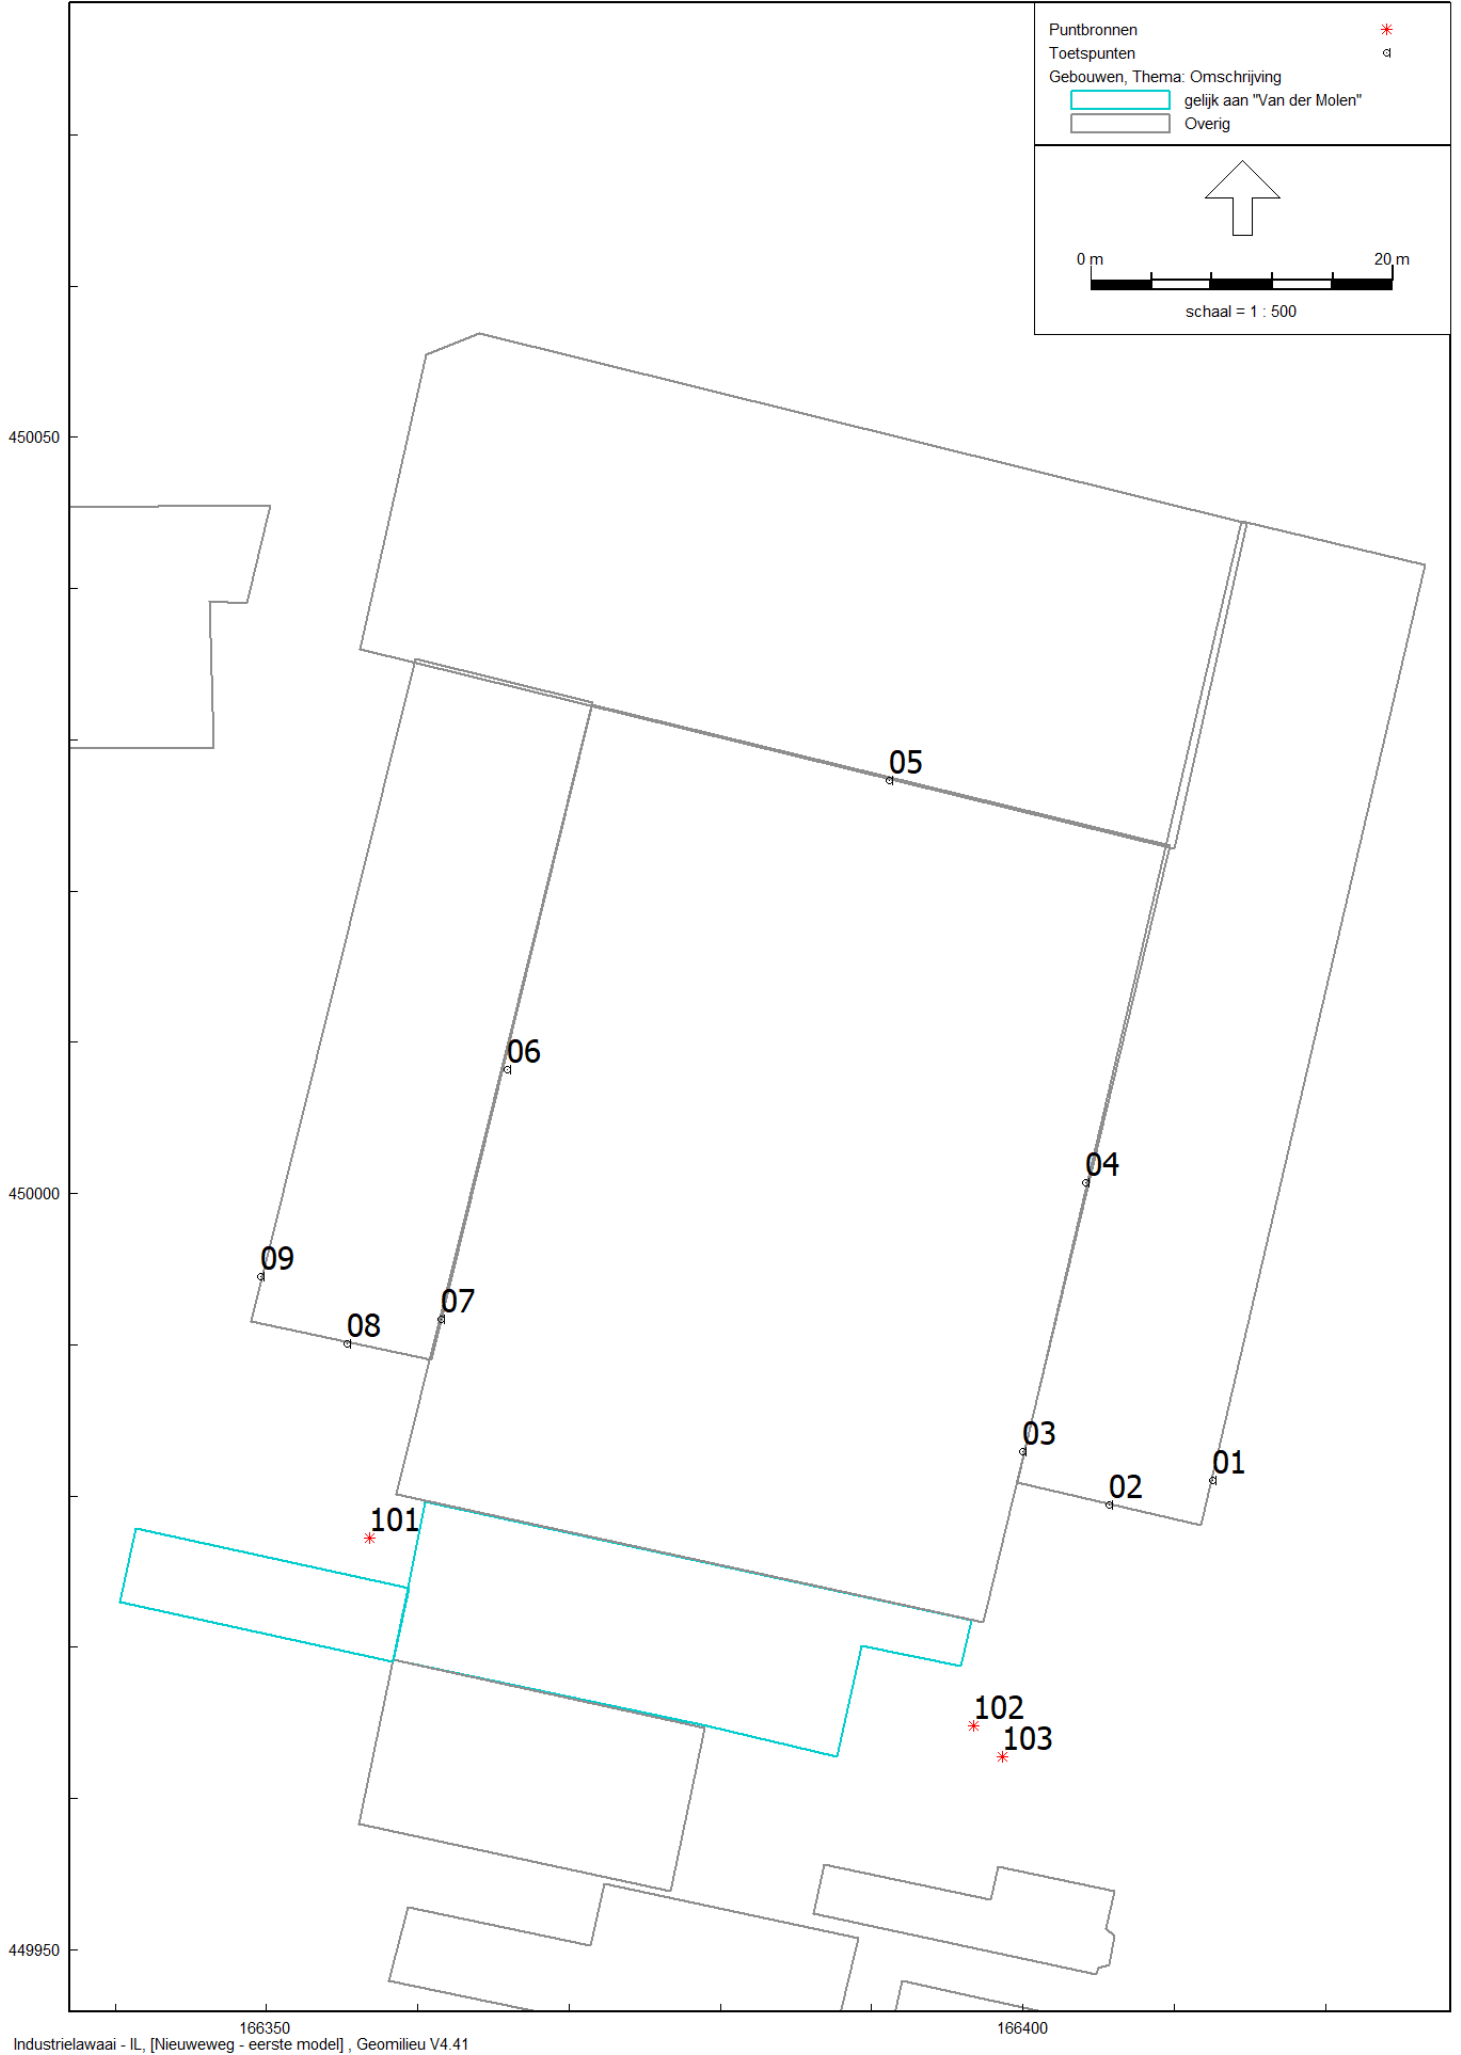 Puntbronnen
Toetspunten
Gebouwen, Thema: Omschrijving
gelijk aan "Van der Molen"
Overig
0 m 20 m
schaal = 1 : 500
450050
05
06
04
450000
09
07
08
03
01
02
101
102
103
449950
166350 166400
Industrielawaai - IL, [Nieuweweg - eerste model] , Geomilieu V4.41